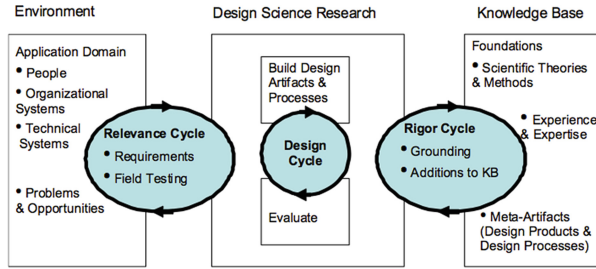 Environment
Design Science Research
Knowledge Base
Application Domain
• People
• Organizational
Systems
• Technical
Systems
• Problems
& Opportunities
Relevance Cycle
• Requirements
• Field Testing
Build Design
Artifacts &
Processes
Design
Cycle
Evaluate
Rigor Cycle
• Grounding
• Additions to KB
Foundations
• Scientific Theories
& Methods
• Experience
& Expertise
• Meta-Artifacts
(Design Products &
Design Processes)